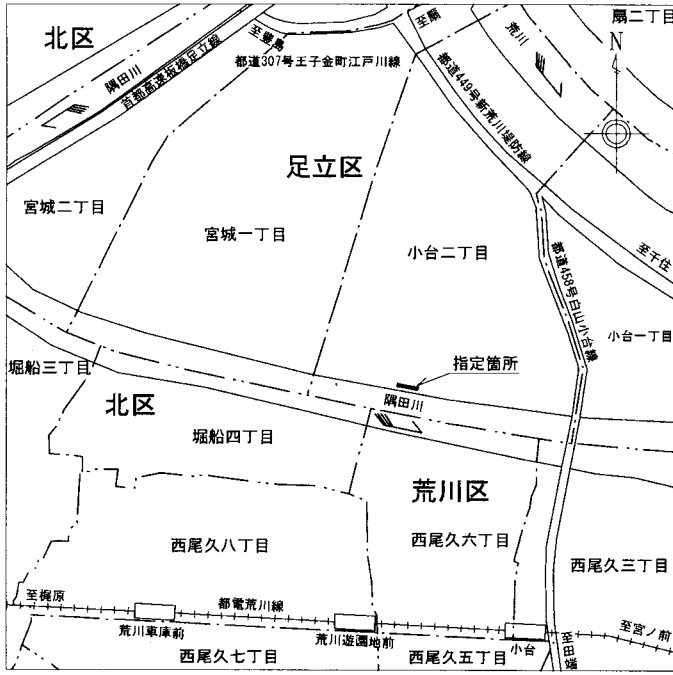 北区
扇二丁目
至豊島
至扇
荒川
N
隅田川
首都高速板橋足立線
都道307号王子金町江戸川線
都道449号新荒川堤防線
足立区
宮城二丁目
宮城一丁目
小台二丁目
至千住
都道458号白山小台線
小台一丁目
堀船三丁目
指定箇所
隅田川
北区
堀船四丁目
荒川区
西尾久八丁目
西尾久六丁目
西尾久三丁目
至梶原
都電荒川線
荒川車庫前
荒川遊園地前
小台
至宮ノ前
至田端
西尾久七丁目
西尾久五丁目